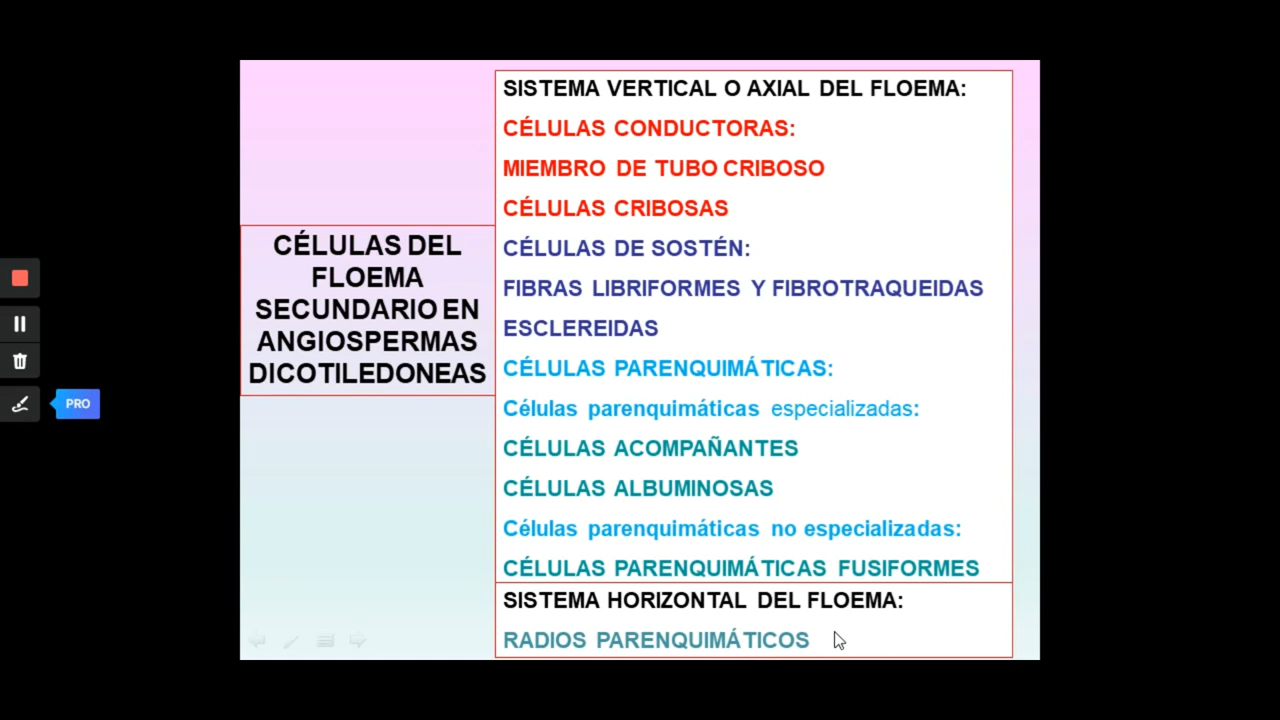 CÉLULAS DEL
FLOEMA
SECUNDARIO EN
ANGIOSPERMAS
DICOTILEDONEAS
SISTEMA VERTICAL O AXIAL DEL FLOEMA:
CÉLULAS CONDUCTORAS:
MIEMBRO DE TUBO CRIBOSO
CÉLULAS CRIBOSAS
CÉLULAS DE SOSTÉN:
FIBRAS LIBRIFORMES Y FIBROTRAQUEIDAS
ESCLEREIDAS
CÉLULAS PARENQUIMÁTICAS:
Células parenquimáticas especializadas:
CÉLULAS ACOMPAÑANTES
CÉLULAS ALBUMINOSAS
Células parenquimáticas no especializadas:
CÉLULAS PARENQUIMÁTICAS FUSIFORMES
SISTEMA HORIZONTAL DEL FLOEMA:
RADIOS PARENQUIMÁTICOS
PRO